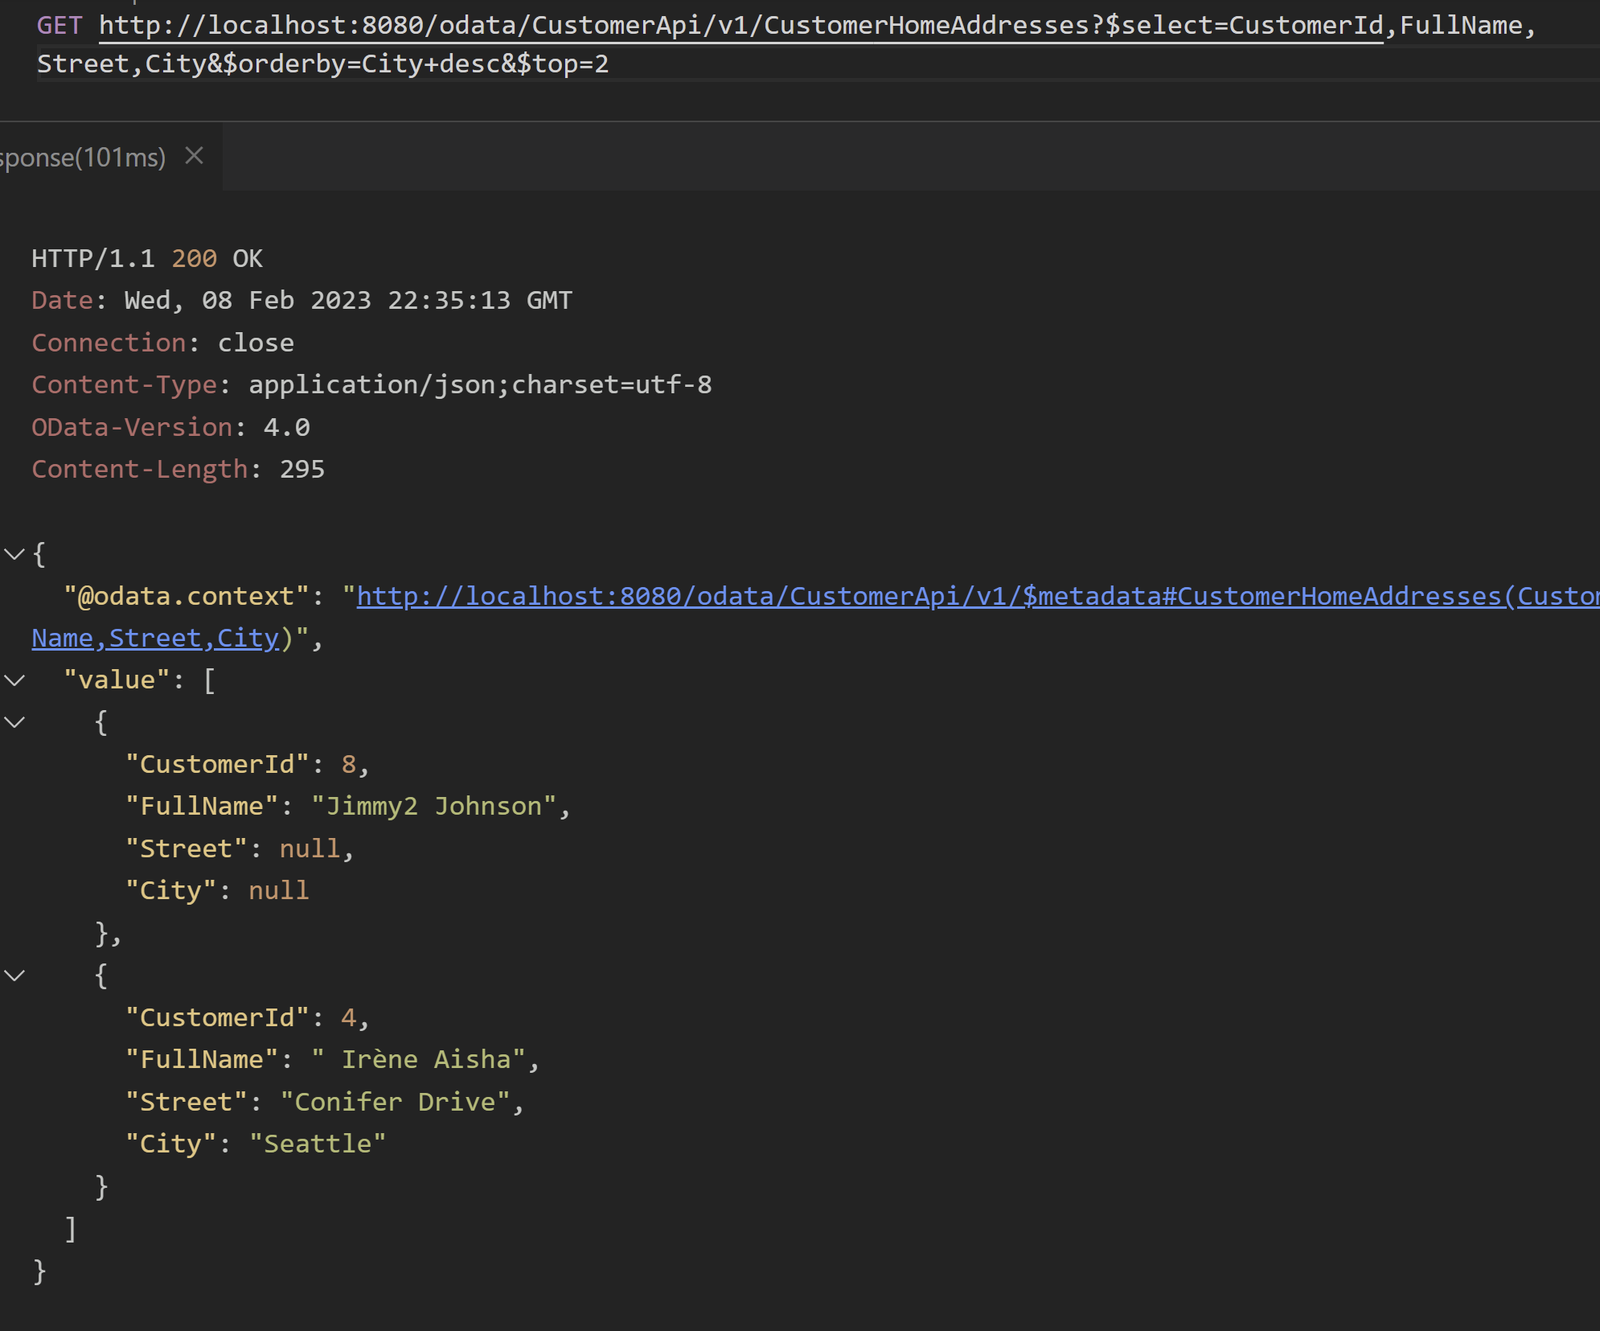 GET http://localhost:8080/odata/CustomerApi/v1/CustomerHomeAddresses?$select=CustomerId,FullName,
Street,City&$orderby=City+desc&$top=2
sponse(101ms)
HTTP/1.1 200 OK
Date: Wed, 08 Feb 2023 22:35:13 GMT
Connection: close
Content-Type: application/json;charset=utf-8
OData-Version: 4.0
Content-Length: 295
{
"@odata.context": "http://localhost:8080/odata/CustomerApi/v1/$metadata#CustomerHomeAddresses(Custom
Name,Street,City)",
"value": [
{
"CustomerId": 8,
"FullName": "Jimmy2 Johnson",
"Street": null,
"City": null
},
{
"CustomerId": 4,
"FullName": " Irène Aisha",
"Street": "Conifer Drive",
"City": "Seattle"
}
]
}